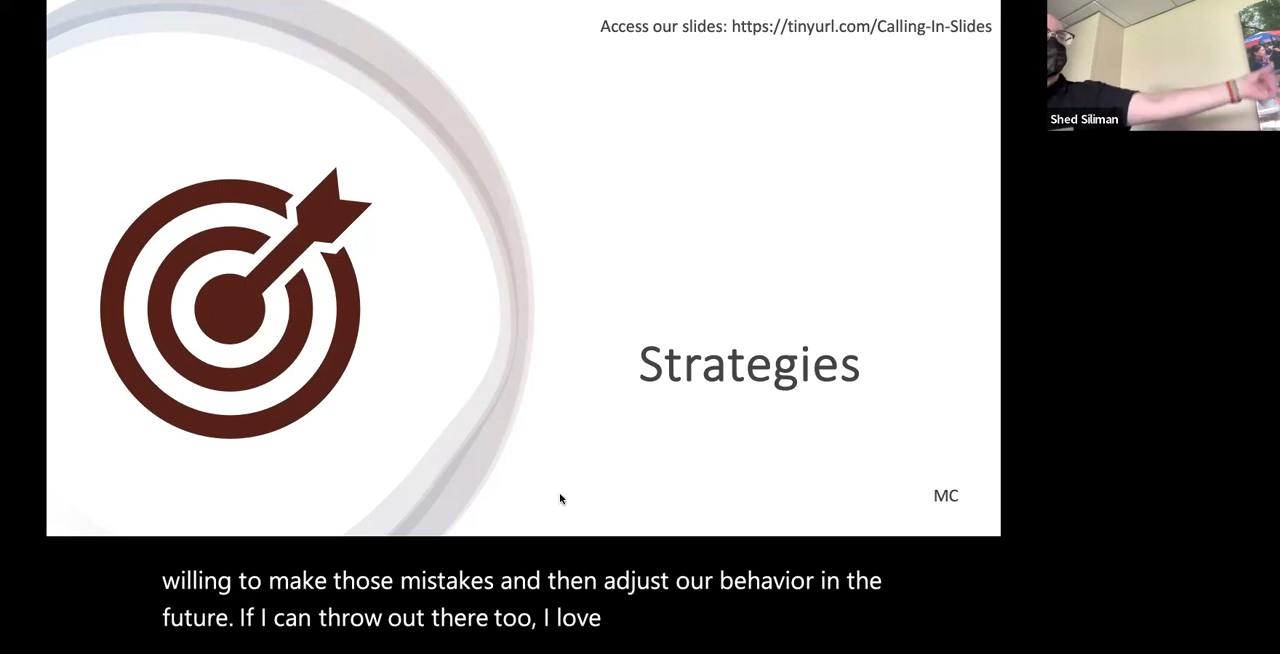 Access our slides: https://tinyurl.com/Calling-In-Slides
Shed Siliman
Strategies
MC
willing to make those mistakes and then adjust our behavior in the
future. If I can throw out there too, I love